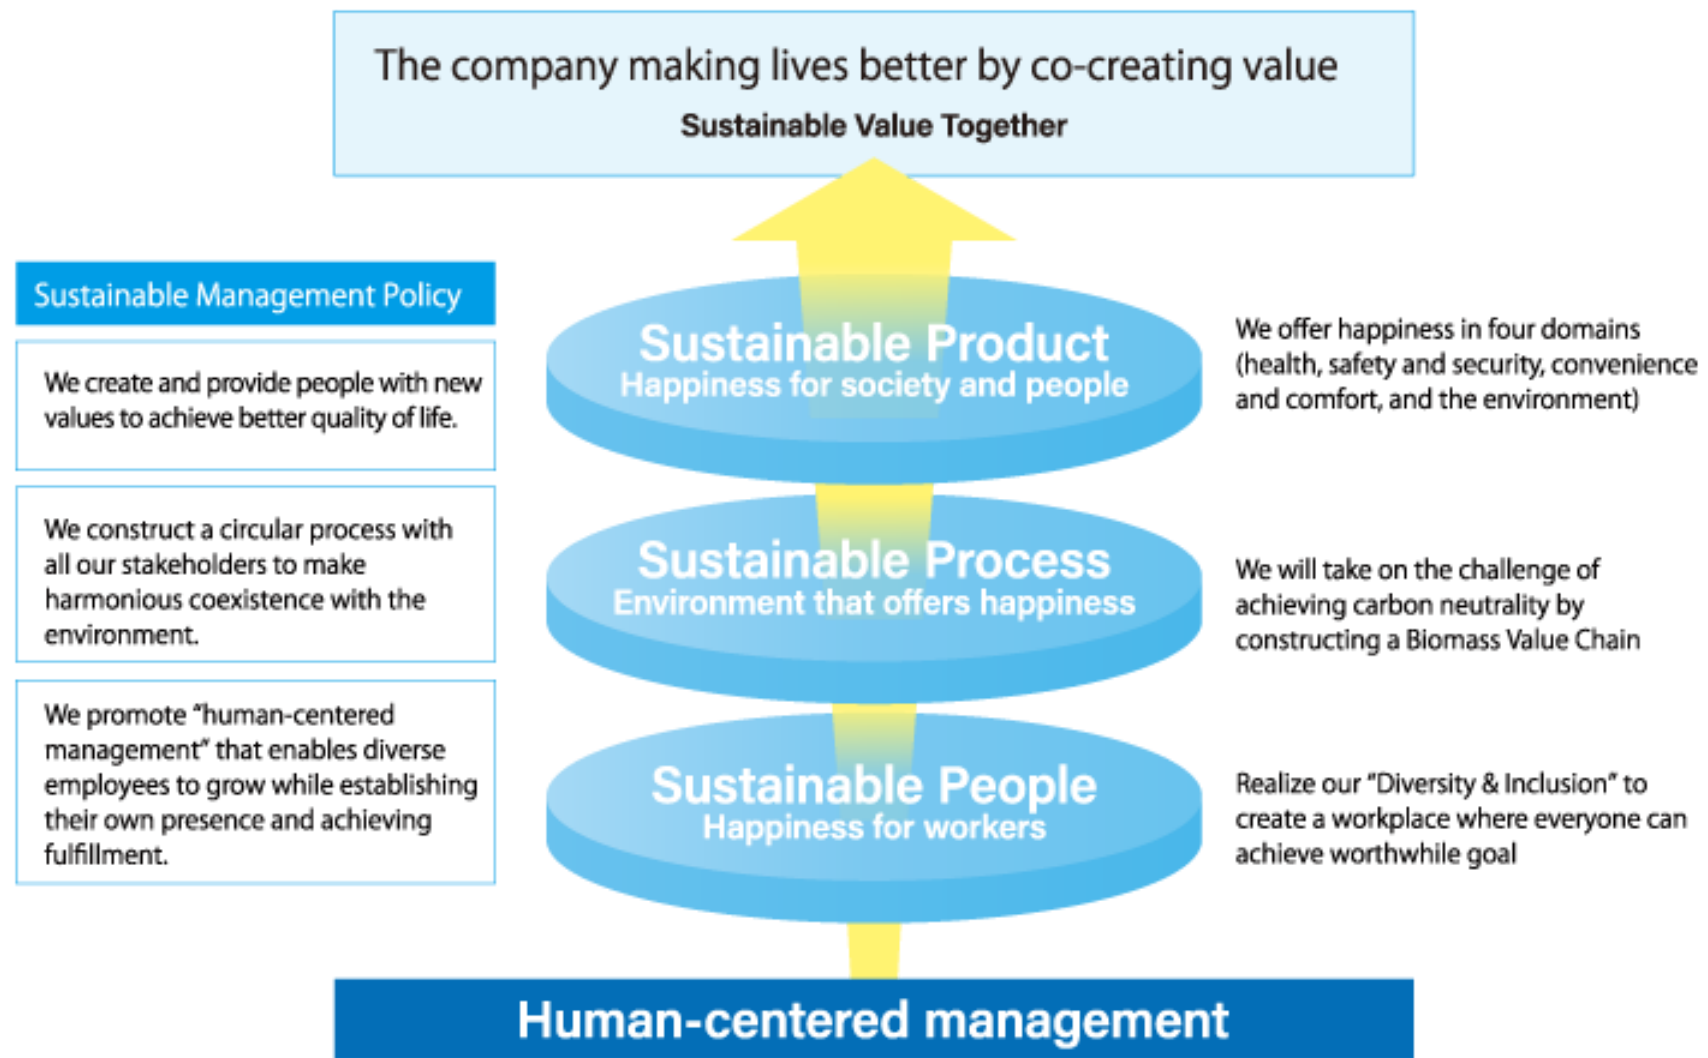 The company making lives better by co-creating value
Sustainable Value Together
Sustainable Management Policy
We create and provide people with new
values to achieve better quality of life.
Sustainable Product
Happiness for society and people
We offer happiness in four domains
(health, safety and security, convenience
and comfort, and the environment)
We construct a circular process with
all our stakeholders to make
harmonious coexistence with the
environment.
Sustainable Process
Environment that offers happiness
We will take on the challenge of
achieving carbon neutrality by
constructing a Biomass Value Chain
We promote “human-centered
management” that enables diverse
employees to grow while establishing
their own presence and achieving
fulfillment.
Sustainable People
Happiness for workers
Realize our “Diversity & Inclusion” to
create a workplace where everyone can
achieve worthwhile goal
Human-centered management